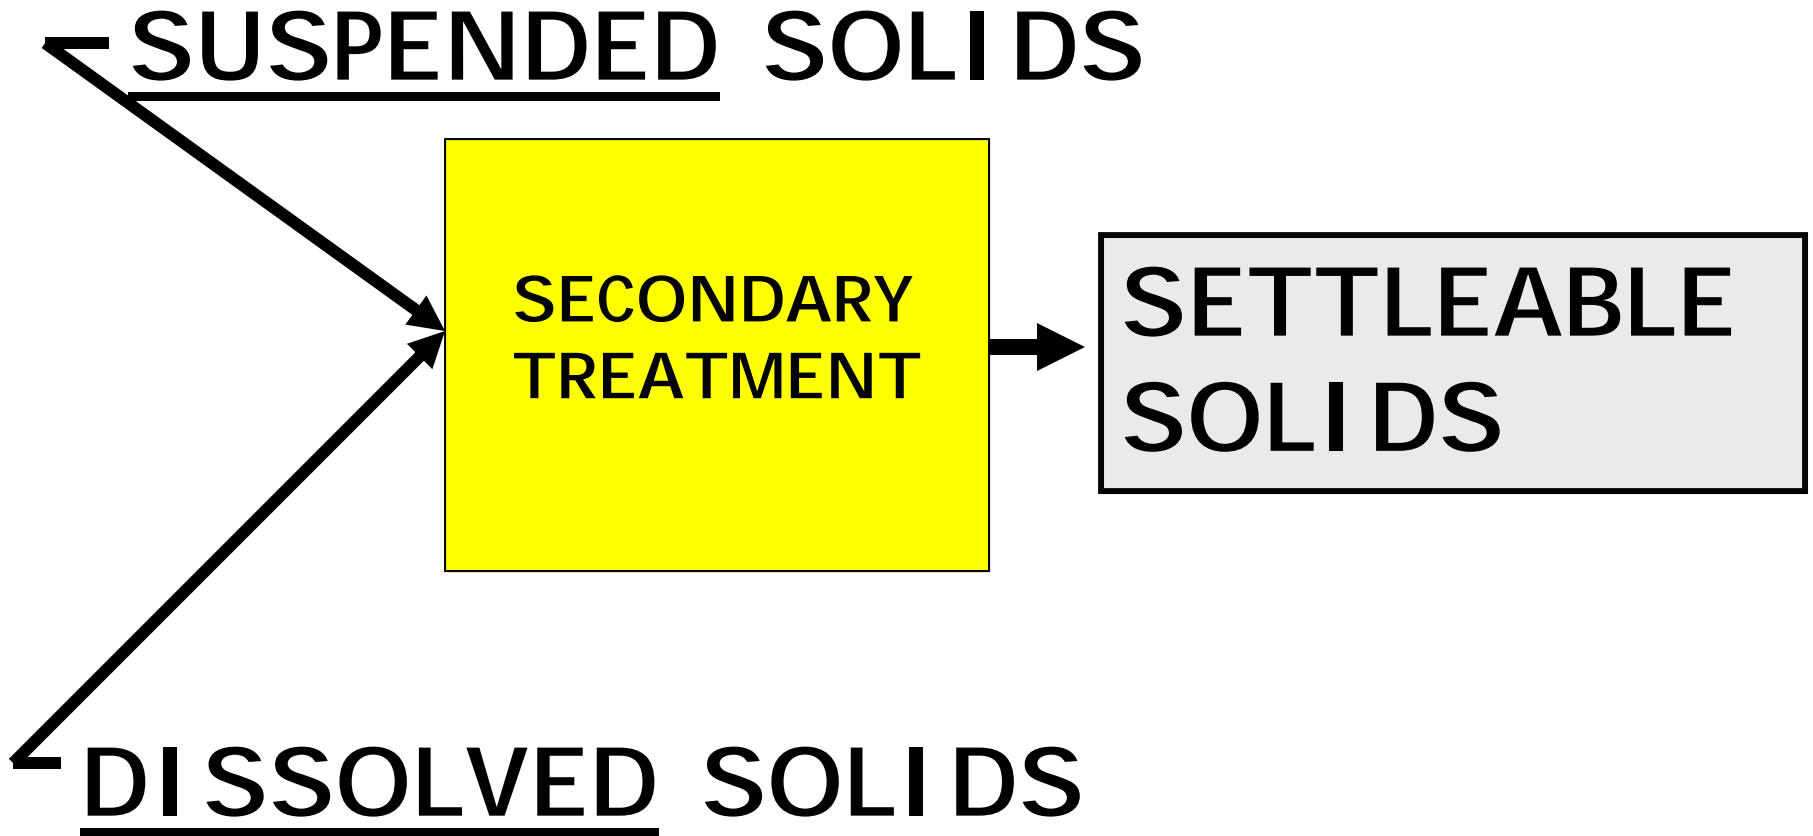 SUSPENDED SOLIDS
SECONDARY
TREATMENT
SETTLEABLE
SOLIDS
DISSOLVED SOLIDS